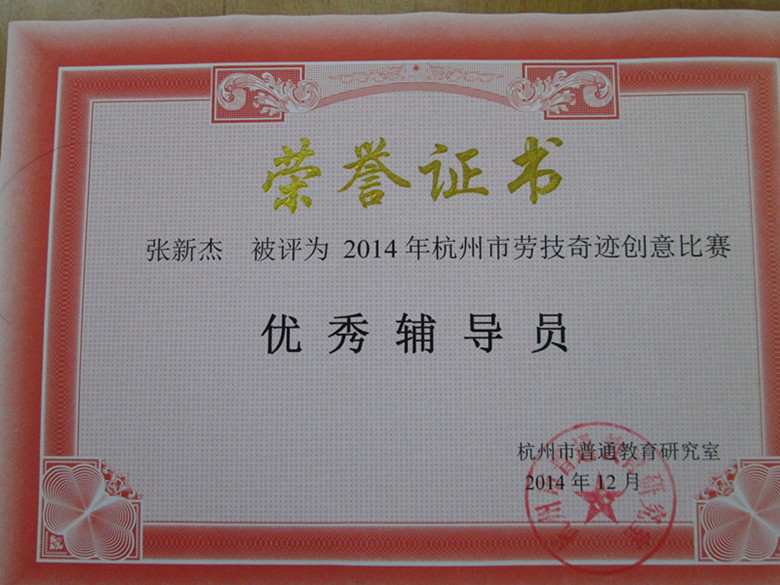 荣誉证书
张新杰 被评为 2014年杭州市劳技奇迹创意比赛
优秀辅导员
杭州市普通教育研究室
2014年12月